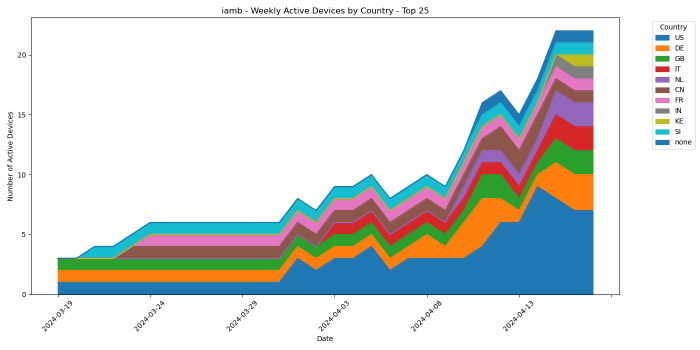 iamb - Weekly Active Devices by Country - Top 25
Number of Active Devices
20
15
10
5
0
2024-03-19
2024-03-24
2024-03-29
2024-04-03
2024-04-08
2024-04-13
Date
Country
US
DE
GB
IT
NL
CN
FR
IN
KE
SI
none